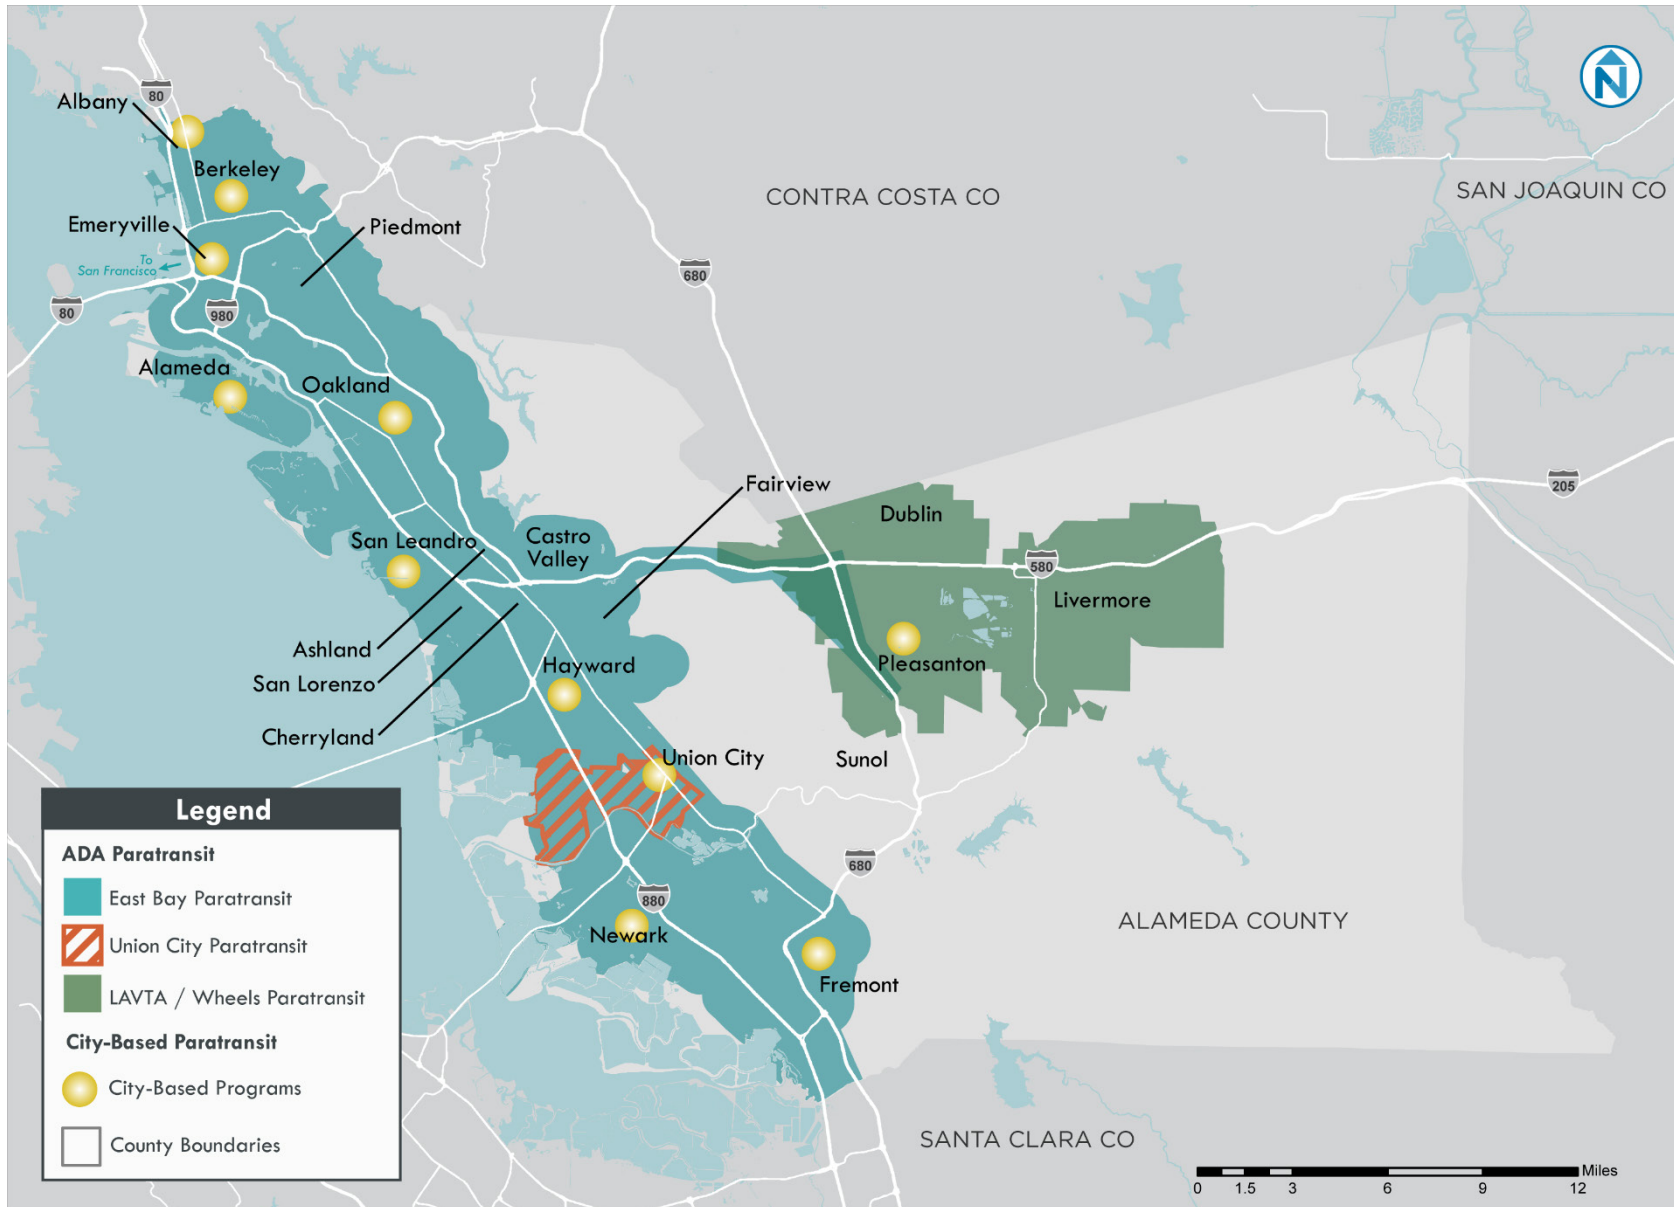 N
80
Albany
Berkeley
CONTRA COSTA CO
SAN JOAQUIN CO
Emeryville
Piedmont
To
San Francisco
680
80
980
Alameda
Oakland
Fairview
205
Dublin
Castro
Valley
San Leandro
580
Livermore
Ashland
Pleasanton
Hayward
San Lorenzo
Cherryland
Union City
Sunol
680
880
ALAMEDA COUNTY
Newark
Fremont
SANTA CLARA CO
Legend
ADA Paratransit
East Bay Paratransit
Union City Paratransit
LAVTA / Wheels Paratransit
City-Based Paratransit
City-Based Programs
County Boundaries
Miles
0 1.5 3 6 9 12